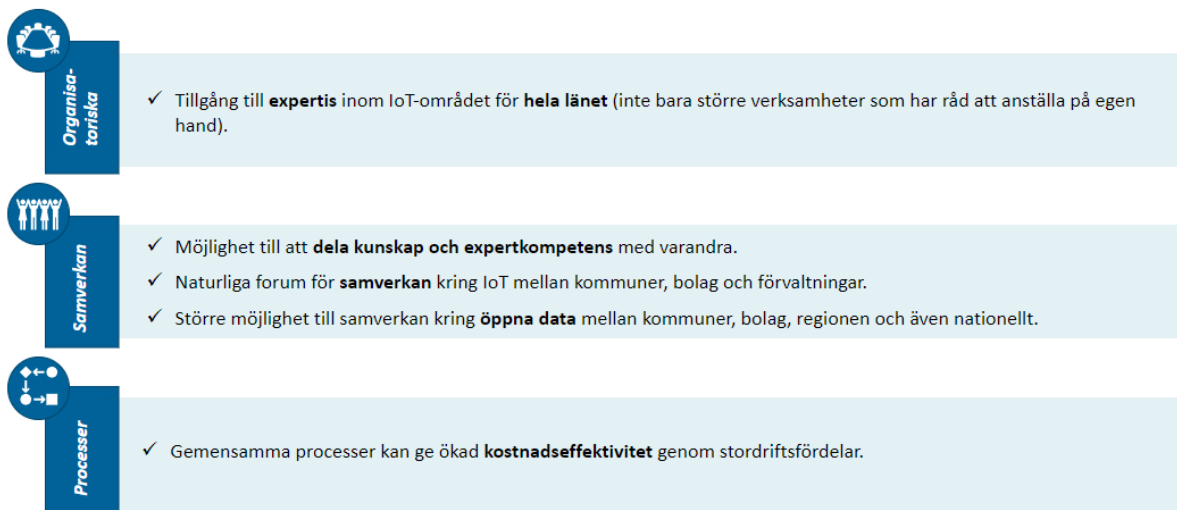 Organisa-
toriska
✓ Tillgång till expertis inom IoT-området för hela länet (inte bara större verksamheter som har råd att anställa på egen
hand).
Samverkan
✓ Möjlighet till att dela kunskap och expertkompetens med varandra.
✓ Naturliga forum för samverkan kring IoT mellan kommuner, bolag och förvaltningar.
✓ Större möjlighet till samverkan kring öppna data mellan kommuner, bolag, regionen och även nationellt.
Processer
✓ Gemensamma processer kan ge ökad kostnadseffektivitet genom stordriftsfördelar.